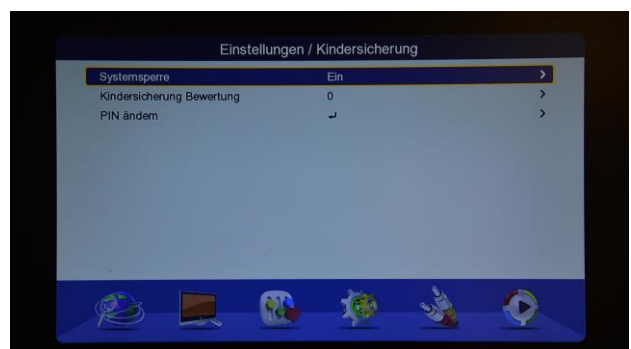 Einstellungen / Kindersicherung
Systemsperre Ein >
Kindersicherung Bewertung 0 >
PIN ändern ↵ >